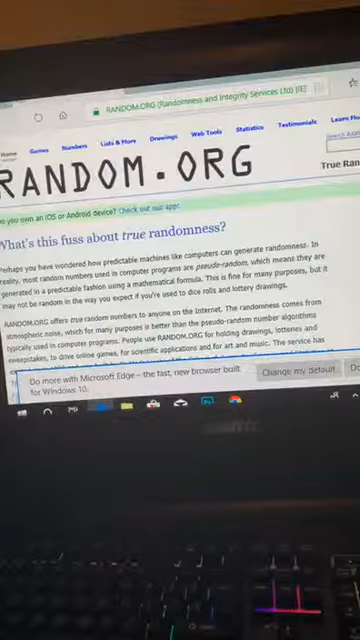 RANDOM.ORG (Randomness and Integrity Services Ltd) [IE]
Home Games Numbers Lists & More Drawings Web Tools Statistics Testimonials Learn
RANDOM.ORG
True Ran
Do you own an iOS or Android device? Check out our app!
What's this fuss about true randomness?
Perhaps you have wondered how predictable machines like computers can generate randomness. In
reality, most random numbers used in computer programs are pseudo-random, which means they are
generated in a predictable fashion using a mathematical formula. This is fine for many purposes, but it
may not be random in the way you expect if you're used to dice rolls and lottery drawings.
RANDOM.ORG offers true random numbers to anyone on the Internet. The randomness comes from
atmospheric noise, which for many purposes is better than the pseudo-random number algorithms
typically used in computer programs. People use RANDOM.ORG for holding drawings, lotteries and
sweepstakes, to drive online games, for scientific applications and for art and music. The service has
Do more with Microsoft Edge – the fast, new browser built
for Windows 10.
Change my default
Do